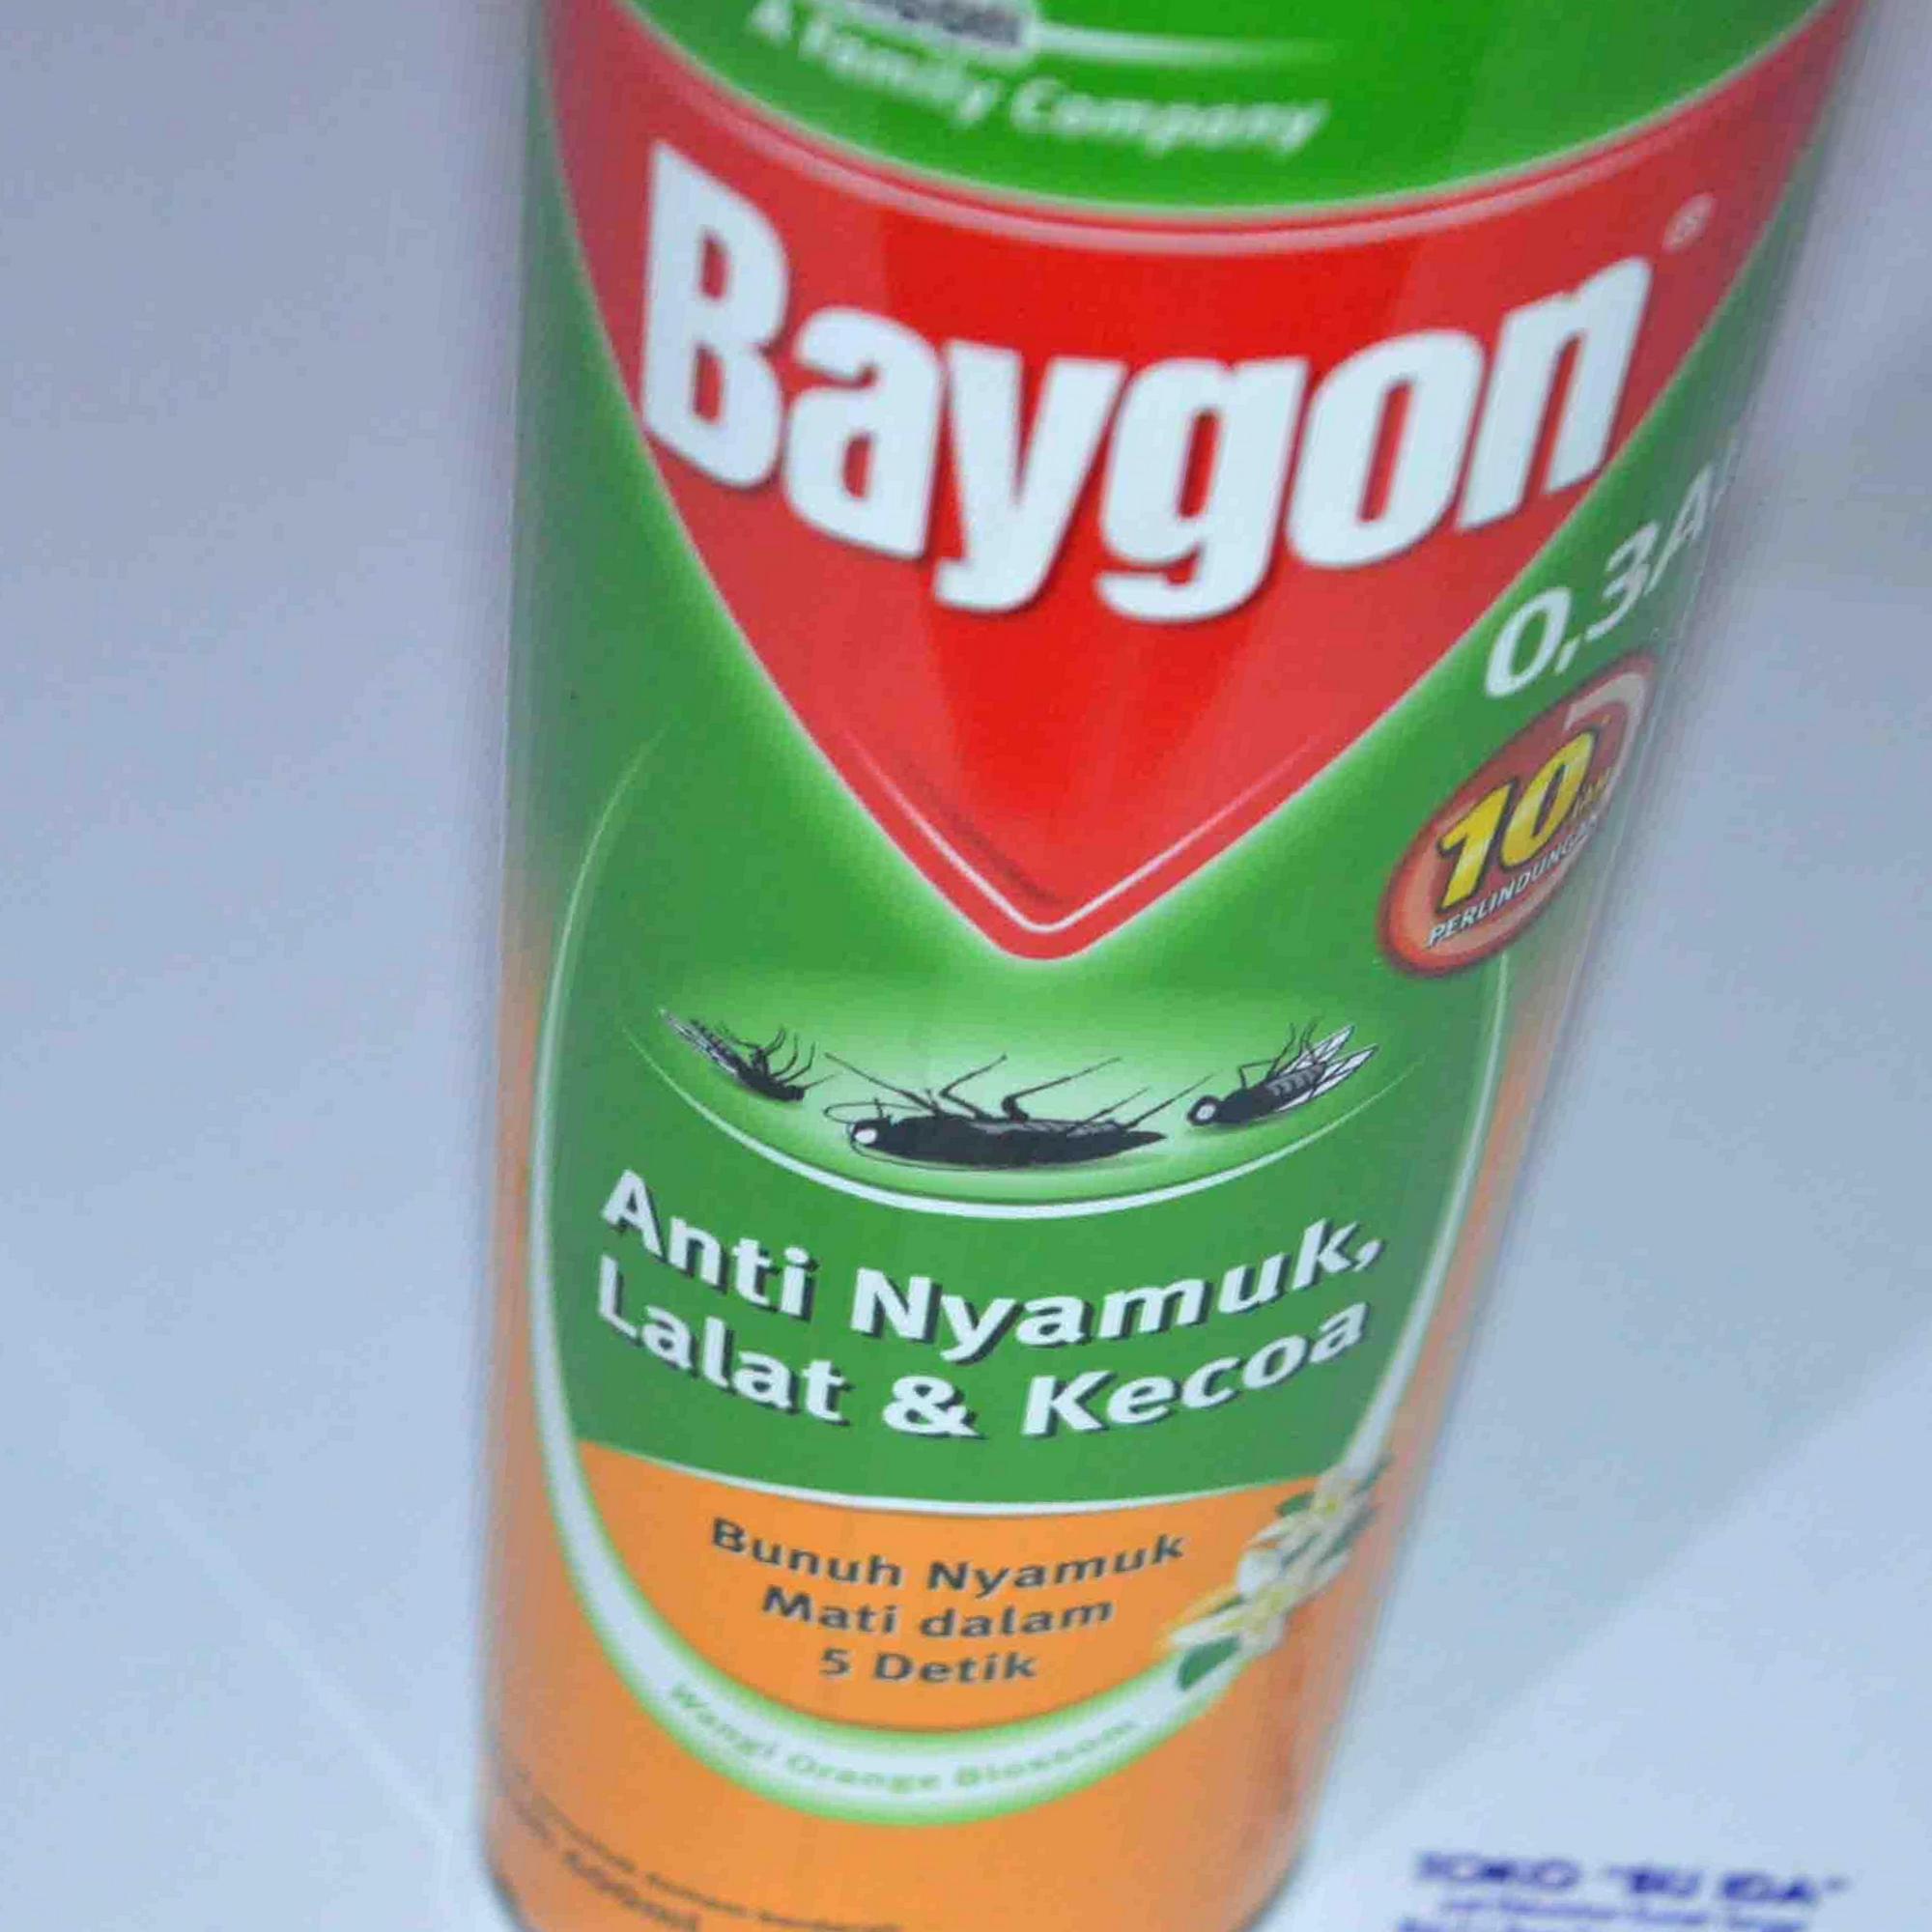 A Family Company
Baygon®
0,3A
10 JAM
PERLINDUNGAN
Anti Nyamuk,
Lalat & Kecoa
Bunuh Nyamuk
Mati dalam
5 Detik
Wangi Orange Blossom
TOKO "BU IDA"